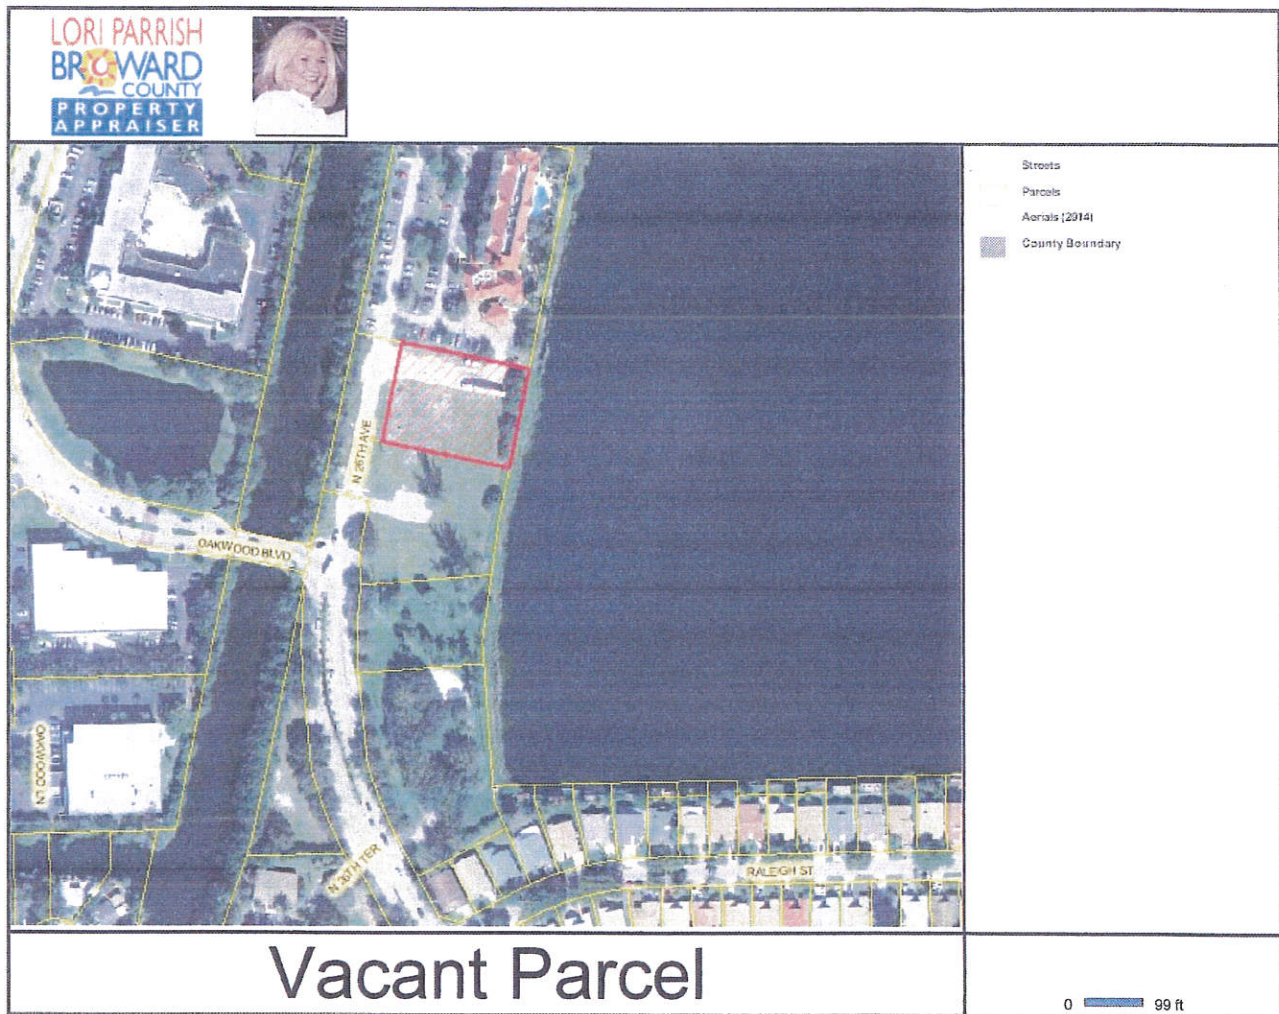 LORI PARRISH
BROWARD
COUNTY
PROPERTY
APPRAISER
Streets
Parcels
Aerials (2014)
County Boundary
N 26TH AVE
OAKWOOD BLVD
OAKWOOD LN
N 26TH TER
RALEIGH ST
Vacant Parcel
0 99 ft